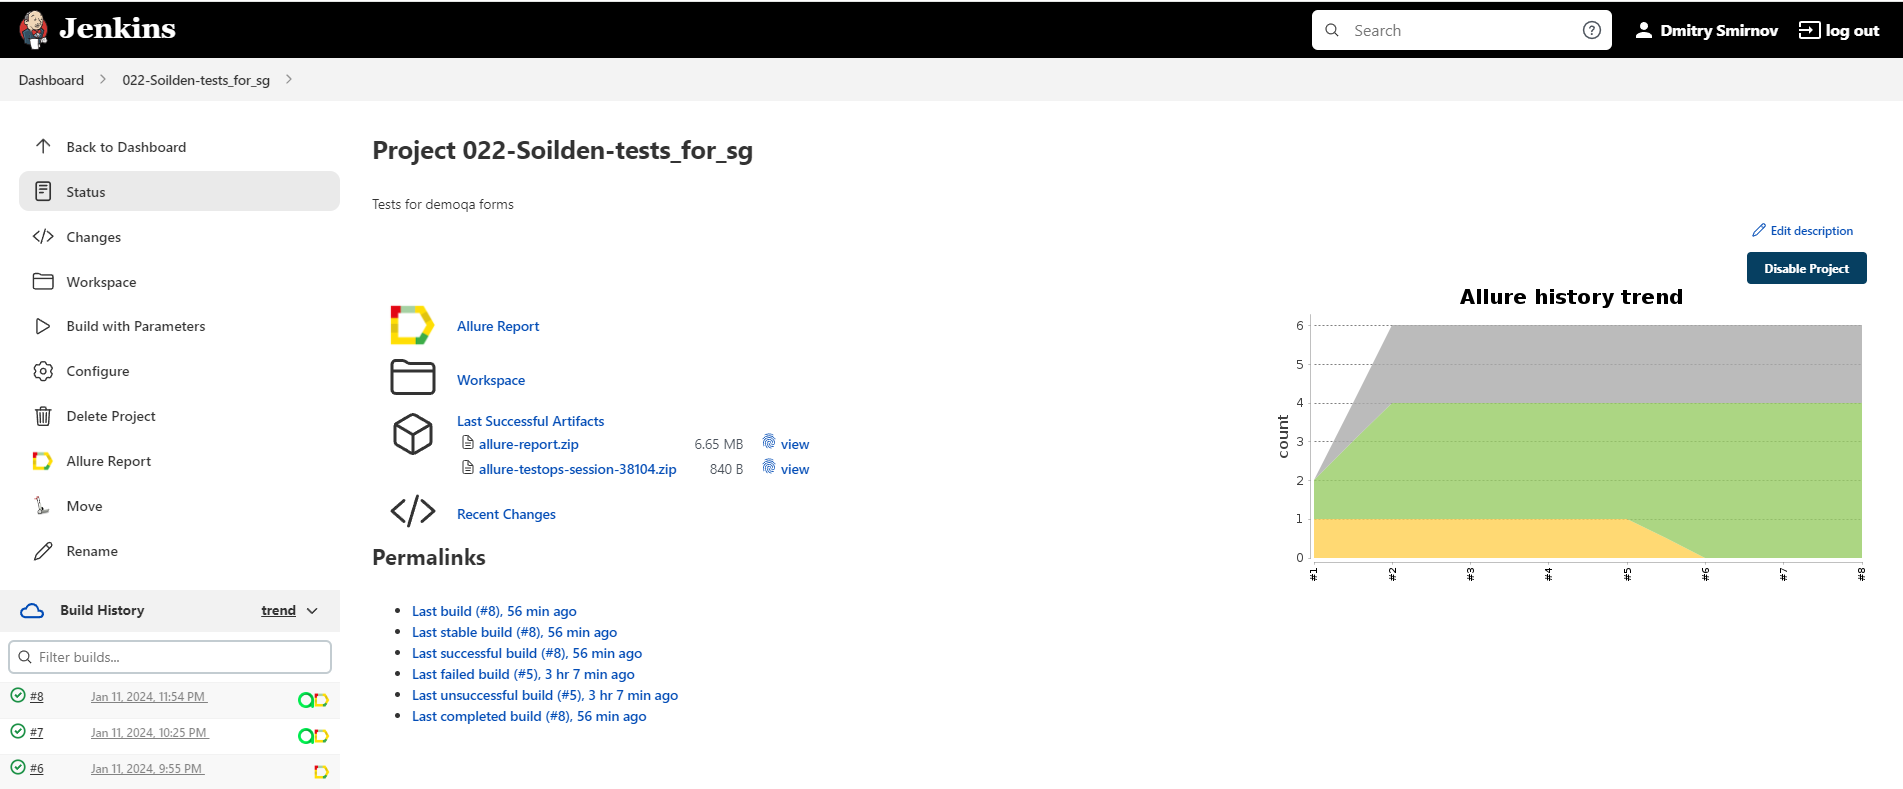 Jenkins
Search
Dmitry Smirnov
log out
Dashboard
022-Soilden-tests_for_sg
Back to Dashboard
Status
Changes
Workspace
Build with Parameters
Configure
Delete Project
Allure Report
Move
Rename
Build History
trend
Filter builds...
#8
Jan 11, 2024, 11:54 PM
#7
Jan 11, 2024, 10:25 PM
#6
Jan 11, 2024, 9:55 PM
Project 022-Soilden-tests_for_sg
Tests for demoqa forms
Edit description
Disable Project
Allure Report
Workspace
Last Successful Artifacts
allure-report.zip 6.65 MB view
allure-testops-session-38104.zip 840 B view
Recent Changes
Permalinks
Last build (#8), 56 min ago
Last stable build (#8), 56 min ago
Last successful build (#8), 56 min ago
Last failed build (#5), 3 hr 7 min ago
Last unsuccessful build (#5), 3 hr 7 min ago
Last completed build (#8), 56 min ago
Allure history trend
count
6
5
4
3
2
1
0
#1 #2 #3 #4 #5 #6 #7 #8